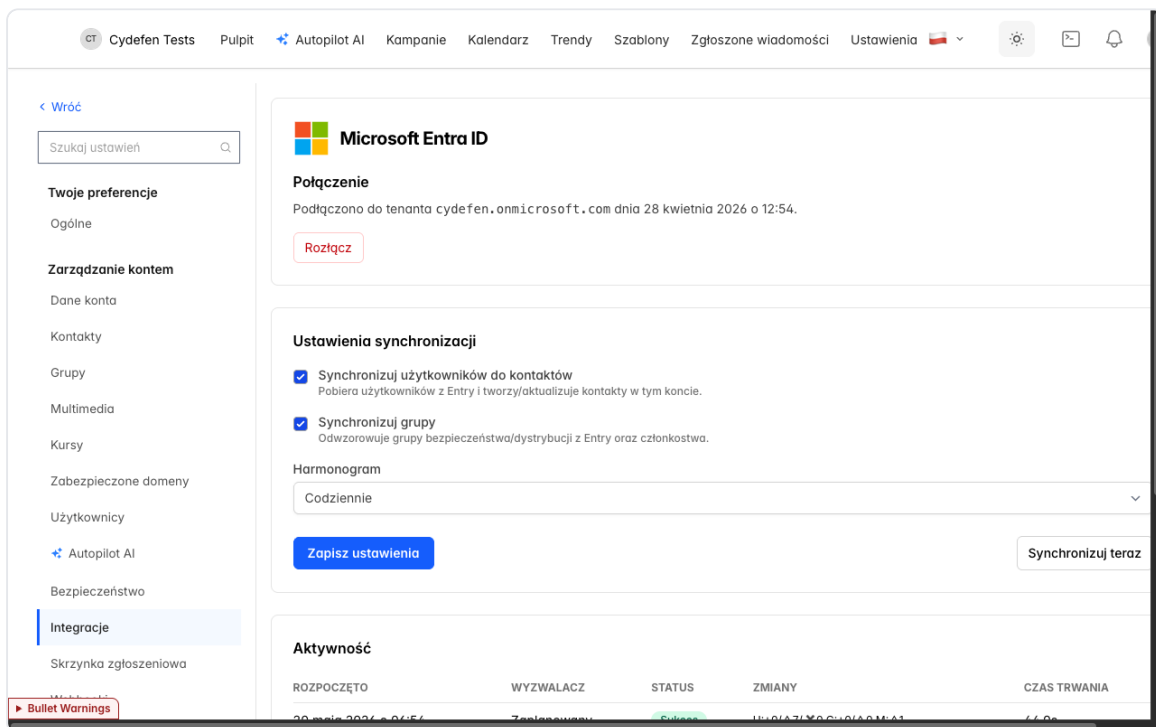 CT Cydefen Tests Pulpit Autopilot AI Kampanie Kalendarz Trendy Szablony Zgłoszone wiadomości Ustawienia
Wróć
Szukaj ustawień
Twoje preferencje
Ogólne
Zarządzanie kontem
Dane konta
Kontakty
Grupy
Multimedia
Kursy
Zabezpieczone domeny
Użytkownicy
Autopilot AI
Bezpieczeństwo
Integracje
Skrzynka zgłoszeniowa
Bullet Warnings
Microsoft Entra ID
Połączenie
Podłączono do tenanta cydefen.onmicrosoft.com dnia 28 kwietnia 2026 o 12:54.
Rozłącz
Ustawienia synchronizacji
Synchronizuj użytkowników do kontaktów
Pobiera użytkowników z Entry i tworzy/aktualizuje kontakty w tym koncie.
Synchronizuj grupy
Odwzorowuje grupy bezpieczeństwa/dystrybucji z Entry oraz członkostwa.
Harmonogram
Codziennie
Zapisz ustawienia Synchronizuj teraz
Aktywność
ROZPOCZĘTO WYZWALACZ STATUS ZMIANY CZAS TRWANIA
Zaplanowany Sukces